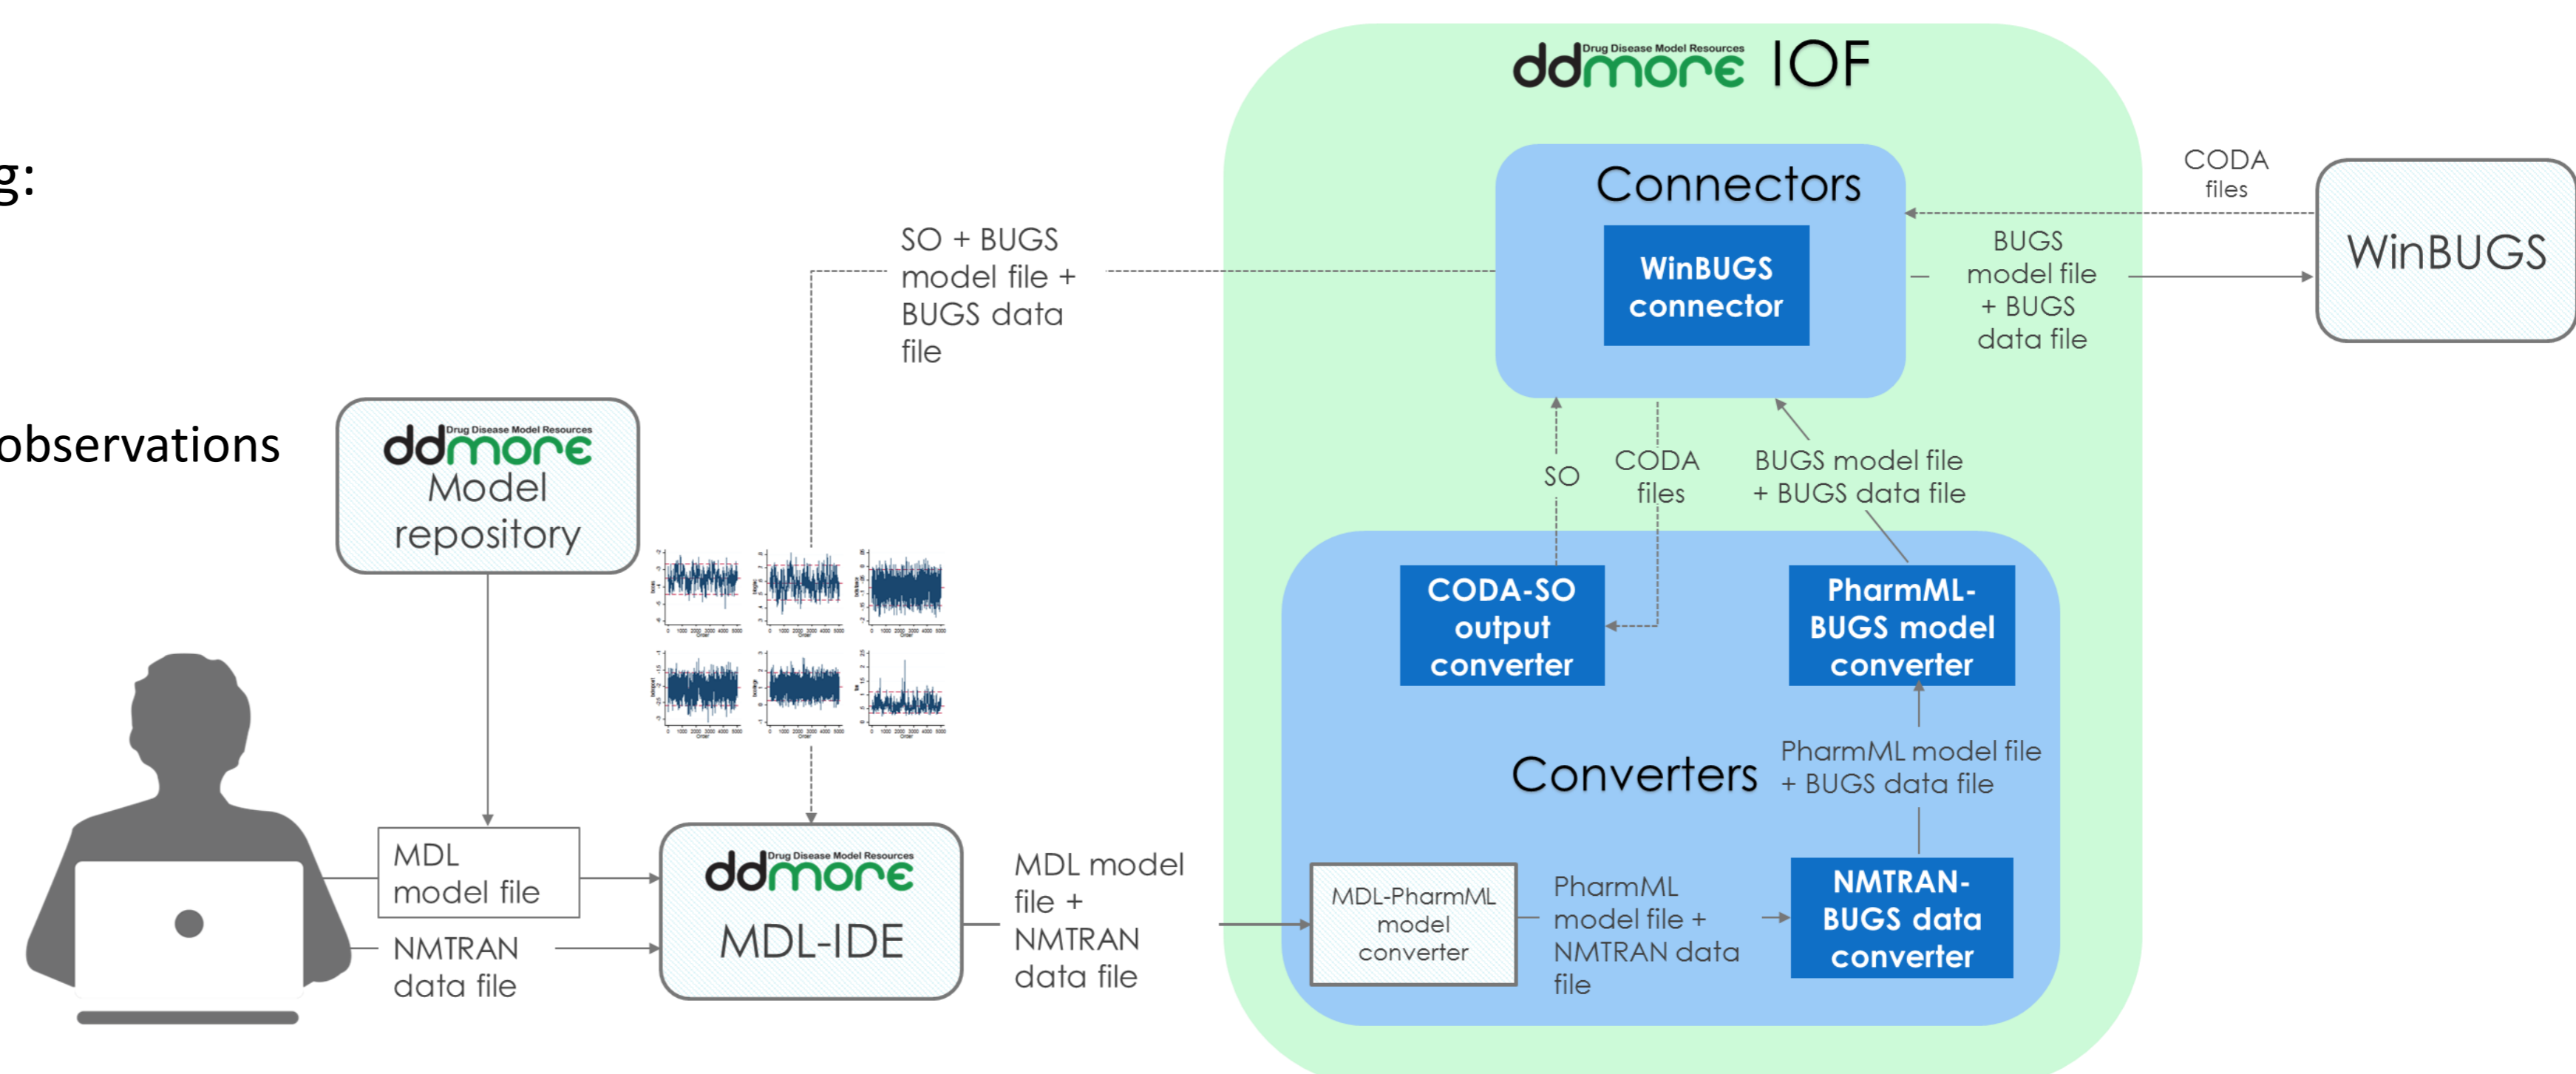 g:
observations
Drug Disease Model Resources
ddmore IOF
Connectors
WinBUGS
connector
CODA
files
BUGS
model file
+ BUGS
data file
WinBUGS
SO + BUGS
model file +
BUGS data
file
Drug Disease Model Resources
ddmore
Model
repository
SO
CODA
files
BUGS model file
+ BUGS data file
CODA-SO
output
converter
PharmML-
BUGS model
converter
Converters
PharmML model file
+ BUGS data file
MDL
model file
NMTRAN
data file
Drug Disease Model Resources
ddmore
MDL-IDE
MDL model
file +
NMTRAN
data file
MDL-PharmML
model
converter
PharmML
model file +
NMTRAN data
file
NMTRAN-
BUGS data
converter